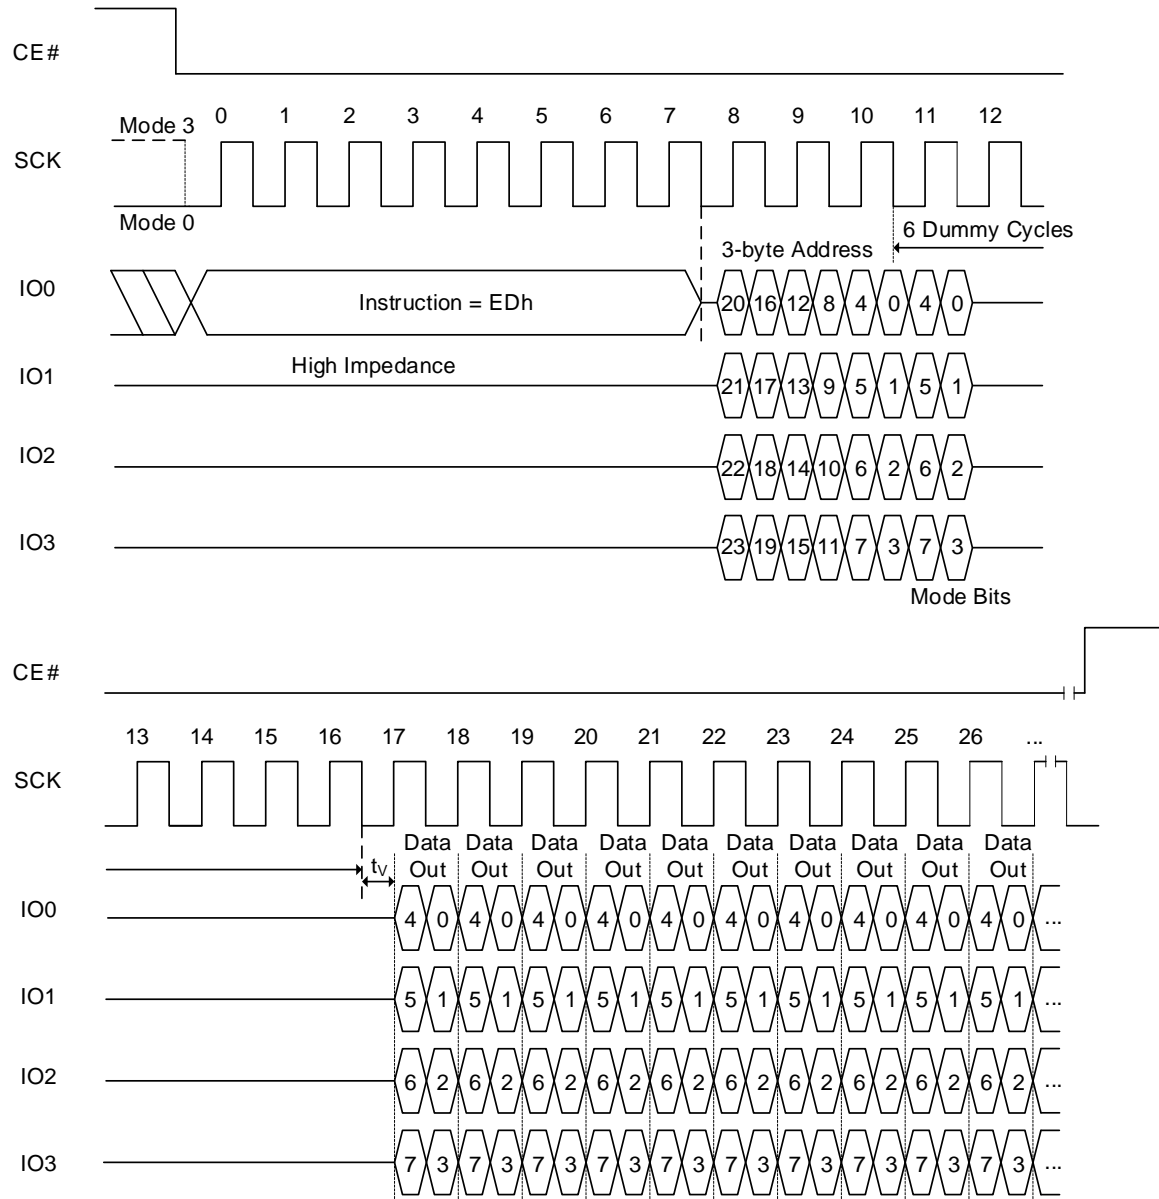 CE#
Mode 3
0 1 2 3 4 5 6 7 8 9 10 11 12
SCK
Mode 0
6 Dummy Cycles
3-byte Address
IO0
Instruction = EDh
20 16 12 8 4 0 4 0
High Impedance
IO1
21 17 13 9 5 1 5 1
IO2
22 18 14 10 6 2 6 2
IO3
23 19 15 11 7 3 7 3
Mode Bits
CE#
13 14 15 16 17 18 19 20 21 22 23 24 25 26 ...
SCK
Data Data Data Data Data Data Data Data Data Data
tV Out Out Out Out Out Out Out Out Out Out
IO0
4 0 4 0 4 0 4 0 4 0 4 0 4 0 4 0 4 0 4 0 ...
IO1
5 1 5 1 5 1 5 1 5 1 5 1 5 1 5 1 5 1 5 1 ...
IO2
6 2 6 2 6 2 6 2 6 2 6 2 6 2 6 2 6 2 6 2 ...
IO3
7 3 7 3 7 3 7 3 7 3 7 3 7 3 7 3 7 3 7 3 ...